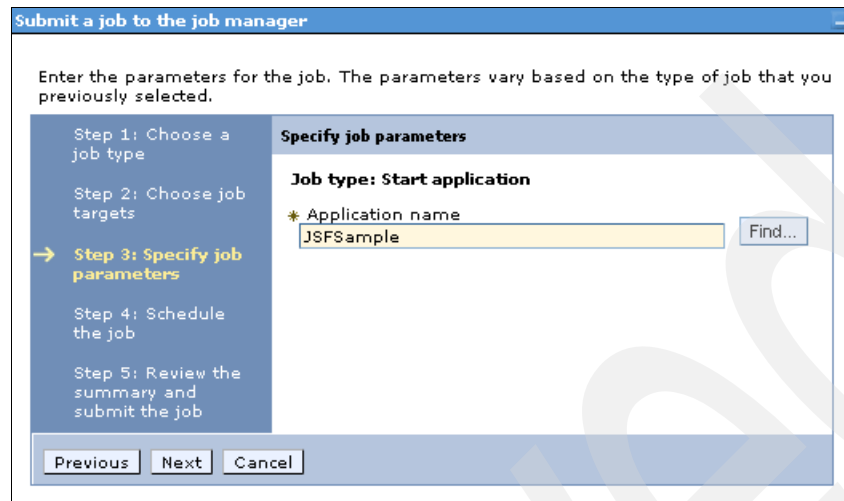 Submit a job to the job manager
Enter the parameters for the job. The parameters vary based on the type of job that you
previously selected.
Step 1: Choose a
job type
Step 2: Choose job
targets
Step 3: Specify job
parameters
Step 4: Schedule
the job
Step 5: Review the
summary and
submit the job
Specify job parameters
Job type: Start application
* Application name
JSFSample
Find...
Previous Next Cancel